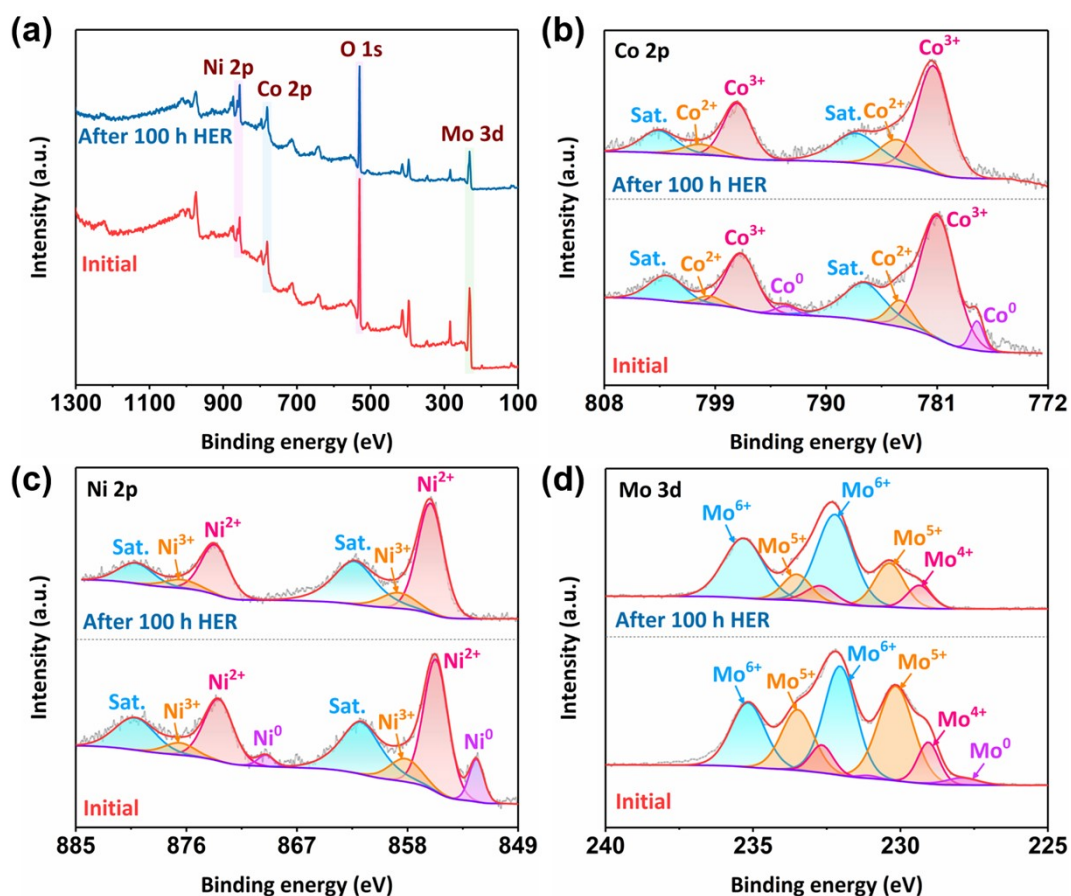 (a)
Ni 2p
Co 2p
O 1s
Mo 3d
After 100 h HER
Initial
Intensity (a.u.)
1300 1100 900 700 500 300 100
Binding energy (eV)
(b)
Co 2p
Sat.
Co²⁺
Co³⁺
Sat.
Co²⁺
Co³⁺
After 100 h HER
Sat.
Co²⁺
Co³⁺
Co⁰
Sat.
Co²⁺
Co³⁺
Co⁰
Initial
Intensity (a.u.)
808 799 790 781 772
Binding energy (eV)
(c)
Ni 2p
Sat.
Ni³⁺
Ni²⁺
Sat.
Ni³⁺
Ni²⁺
After 100 h HER
Sat.
Ni³⁺
Ni²⁺
Ni⁰
Sat.
Ni³⁺
Ni²⁺
Ni⁰
Initial
Intensity (a.u.)
885 876 867 858 849
Binding energy (eV)
(d)
Mo 3d
Mo⁶⁺
Mo⁵⁺
Mo⁶⁺
Mo⁵⁺
Mo⁴⁺
After 100 h HER
Mo⁶⁺
Mo⁵⁺
Mo⁶⁺
Mo⁵⁺
Mo⁴⁺
Mo⁰
Initial
Intensity (a.u.)
240 235 230 225
Binding energy (eV)